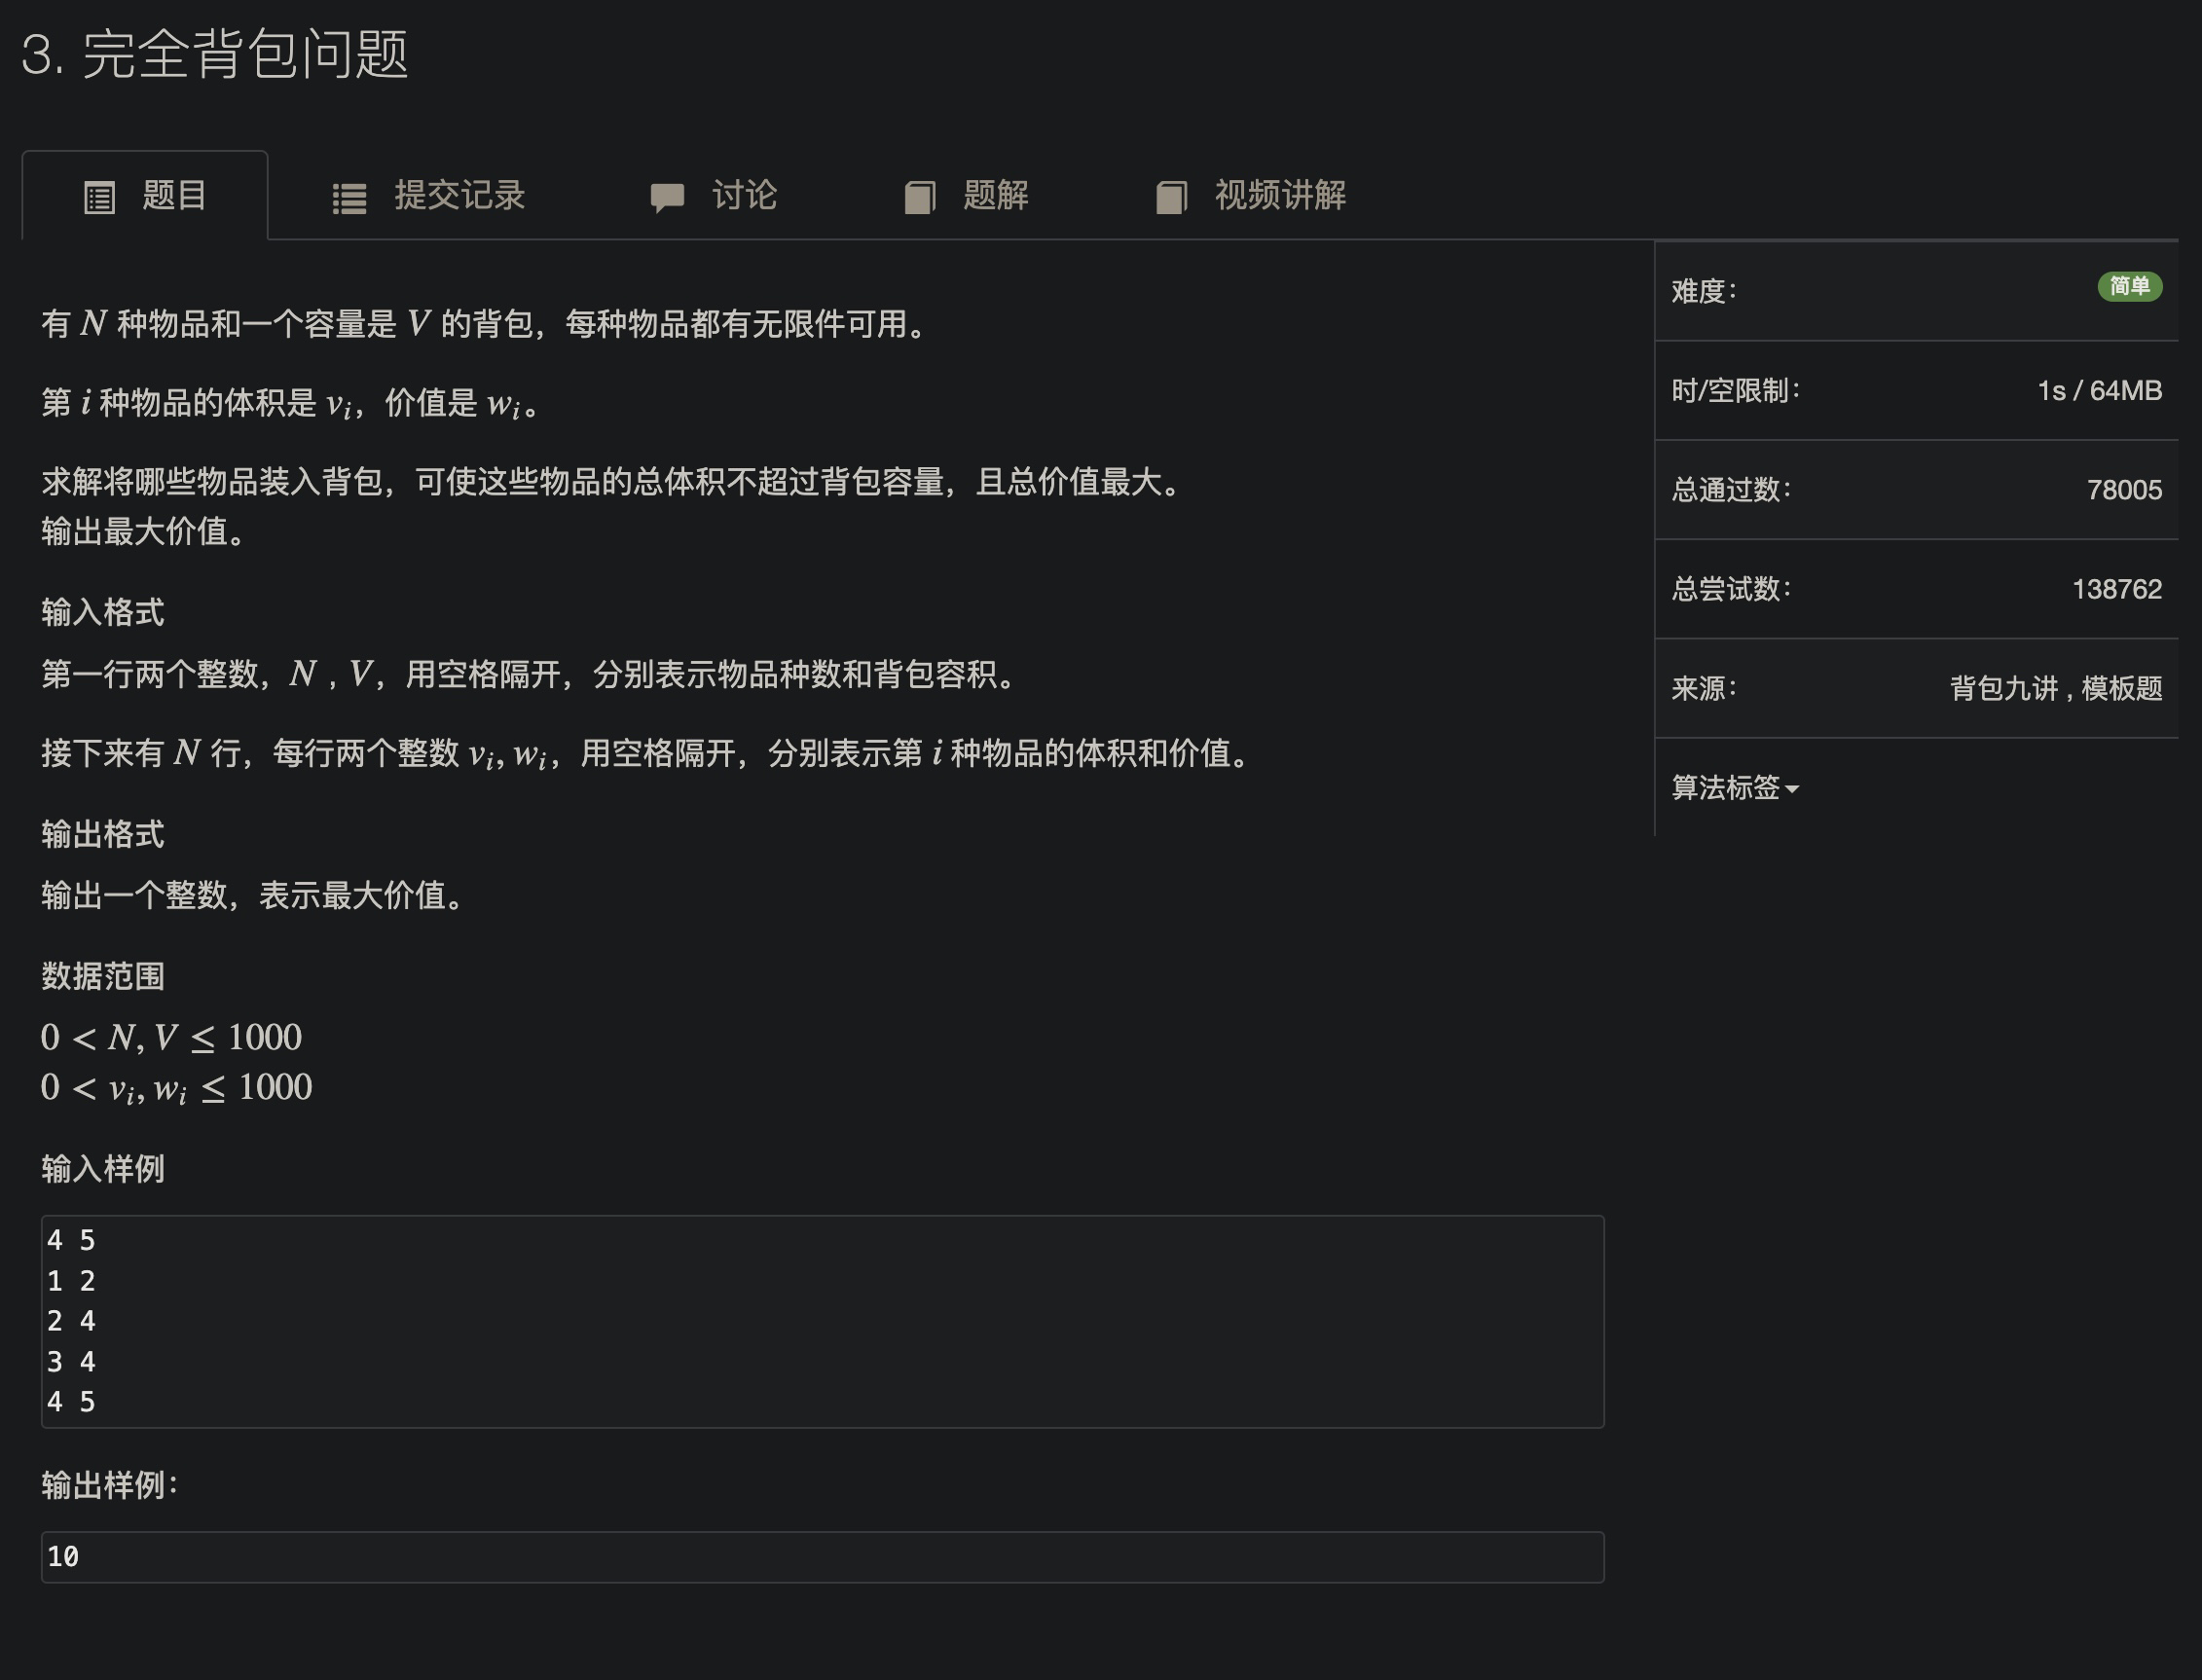 3. 完全背包问题
题目 提交记录 讨论 题解 视频讲解
有 N 种物品和一个容量是 V 的背包，每种物品都有无限件可用。
第 i 种物品的体积是 vi，价值是 wi。
求解将哪些物品装入背包，可使这些物品的总体积不超过背包容量，且总价值最大。
输出最大价值。
输入格式
第一行两个整数，N , V，用空格隔开，分别表示物品种数和背包容积。
接下来有 N 行，每行两个整数 vi, wi，用空格隔开，分别表示第 i 种物品的体积和价值。
输出格式
输出一个整数，表示最大价值。
数据范围
0 < N, V ≤ 1000
0 < vi, wi ≤ 1000
输入样例
4 5
1 2
2 4
3 4
4 5
输出样例：
10
难度： 简单
时/空限制： 1s / 64MB
总通过数： 78005
总尝试数： 138762
来源： 背包九讲 , 模板题
算法标签